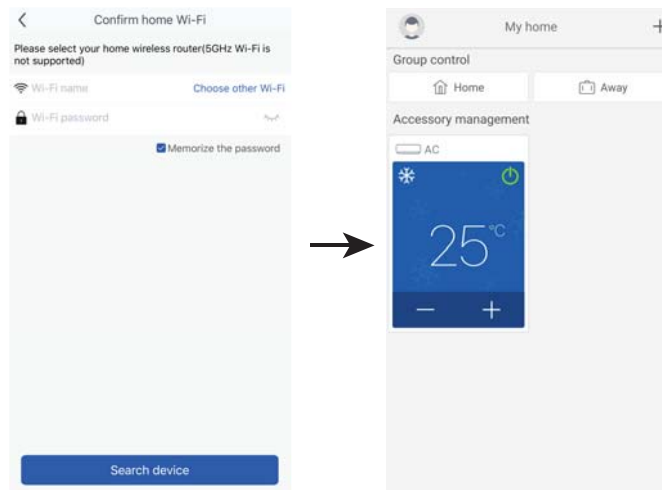 Confirm home Wi-Fi
Please select your home wireless router(5GHz Wi-Fi is
not supported)
Wi-Fi name
Choose other Wi-Fi
Wi-Fi password
Memorize the password
Search device
My home
Group control
Home
Away
Accessory management
AC
25°C